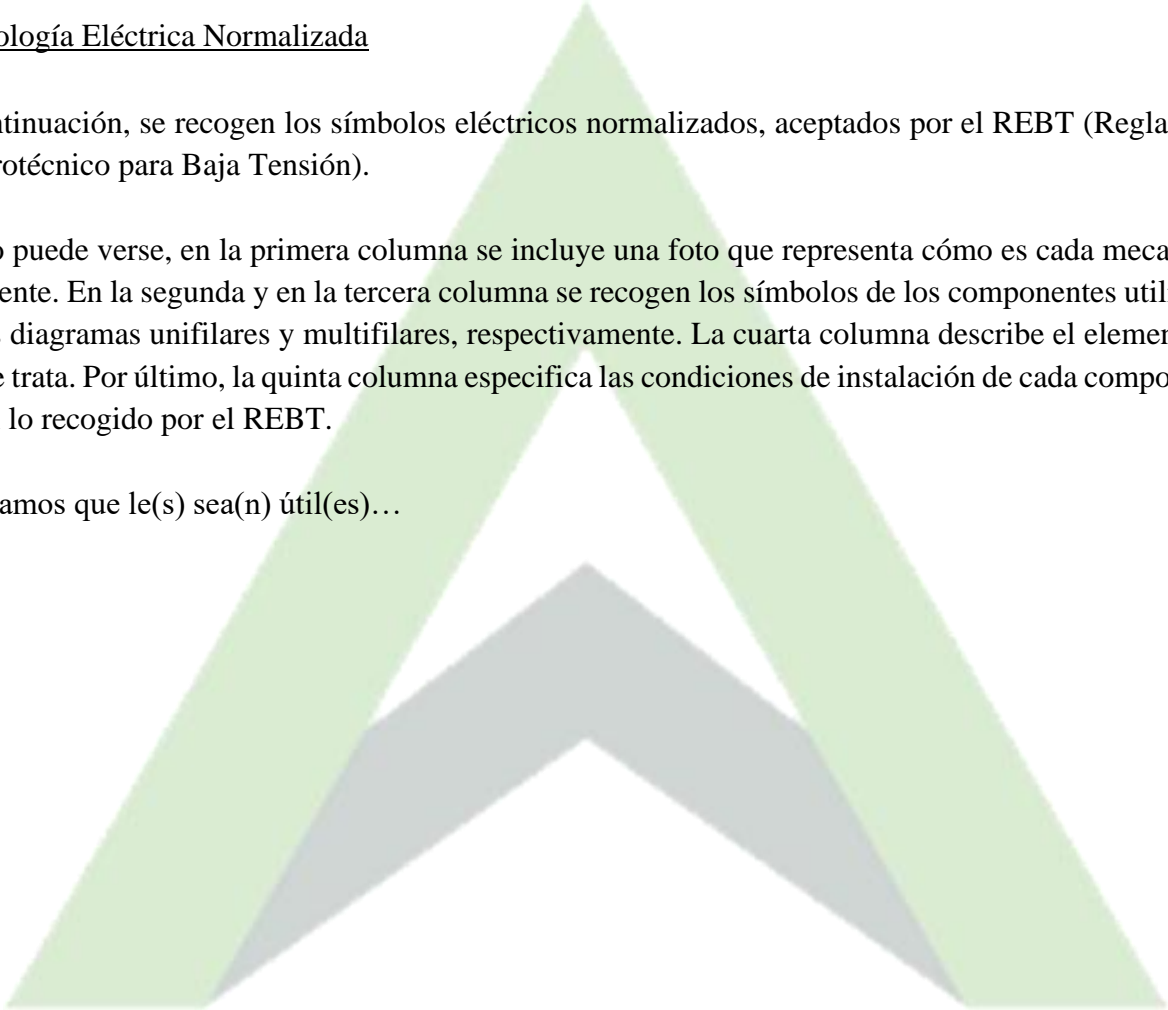 ología Eléctrica Normalizada
ntinuación, se recogen los símbolos eléctricos normalizados, aceptados por el REBT (Regla
rotécnico para Baja Tensión).
o puede verse, en la primera columna se incluye una foto que representa cómo es cada meca
ente. En la segunda y en la tercera columna se recogen los símbolos de los componentes util
s diagramas unifilares y multifilares, respectivamente. La cuarta columna describe el elemen
e trata. Por último, la quinta columna especifica las condiciones de instalación de cada compo
lo recogido por el REBT.
amos que le(s) sea(n) útil(es)…